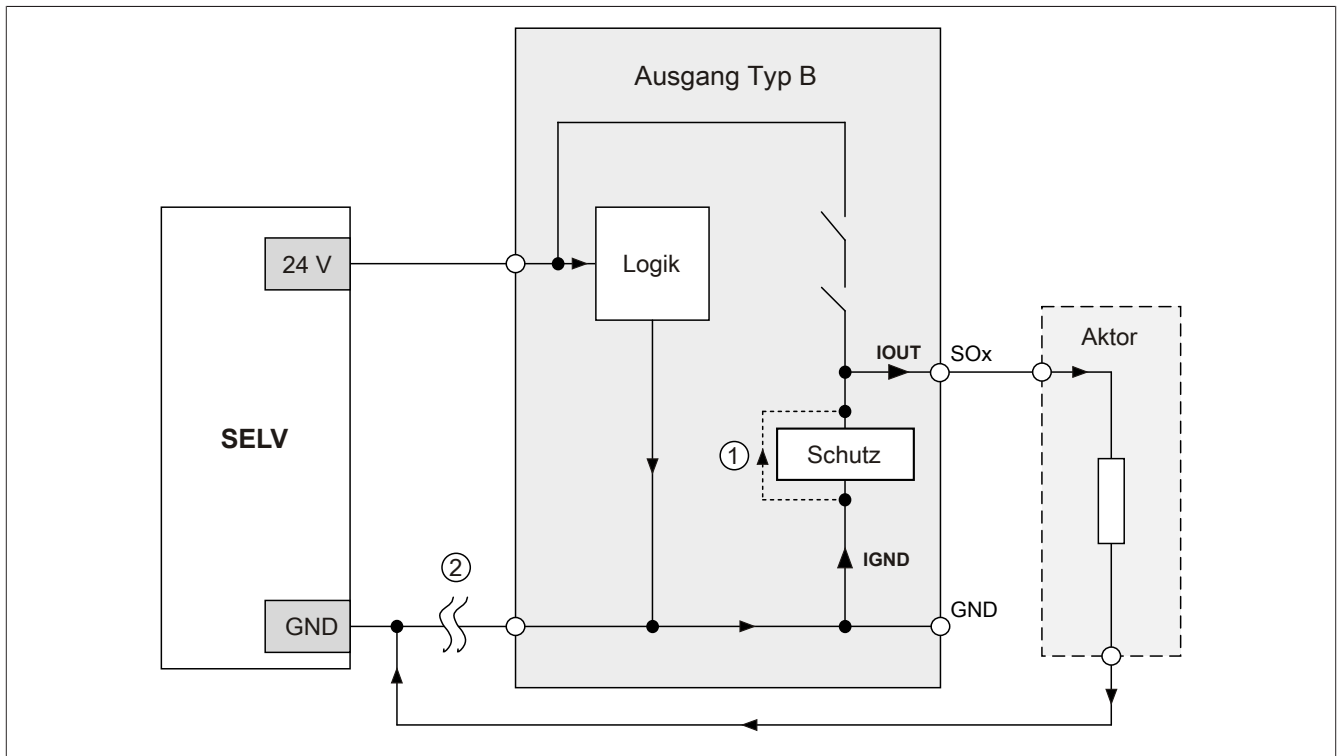 Ausgang Typ B
24 V
Logik
Aktor
IOUT
SOx
SELV
①
Schutz
②
IGND
GND
GND